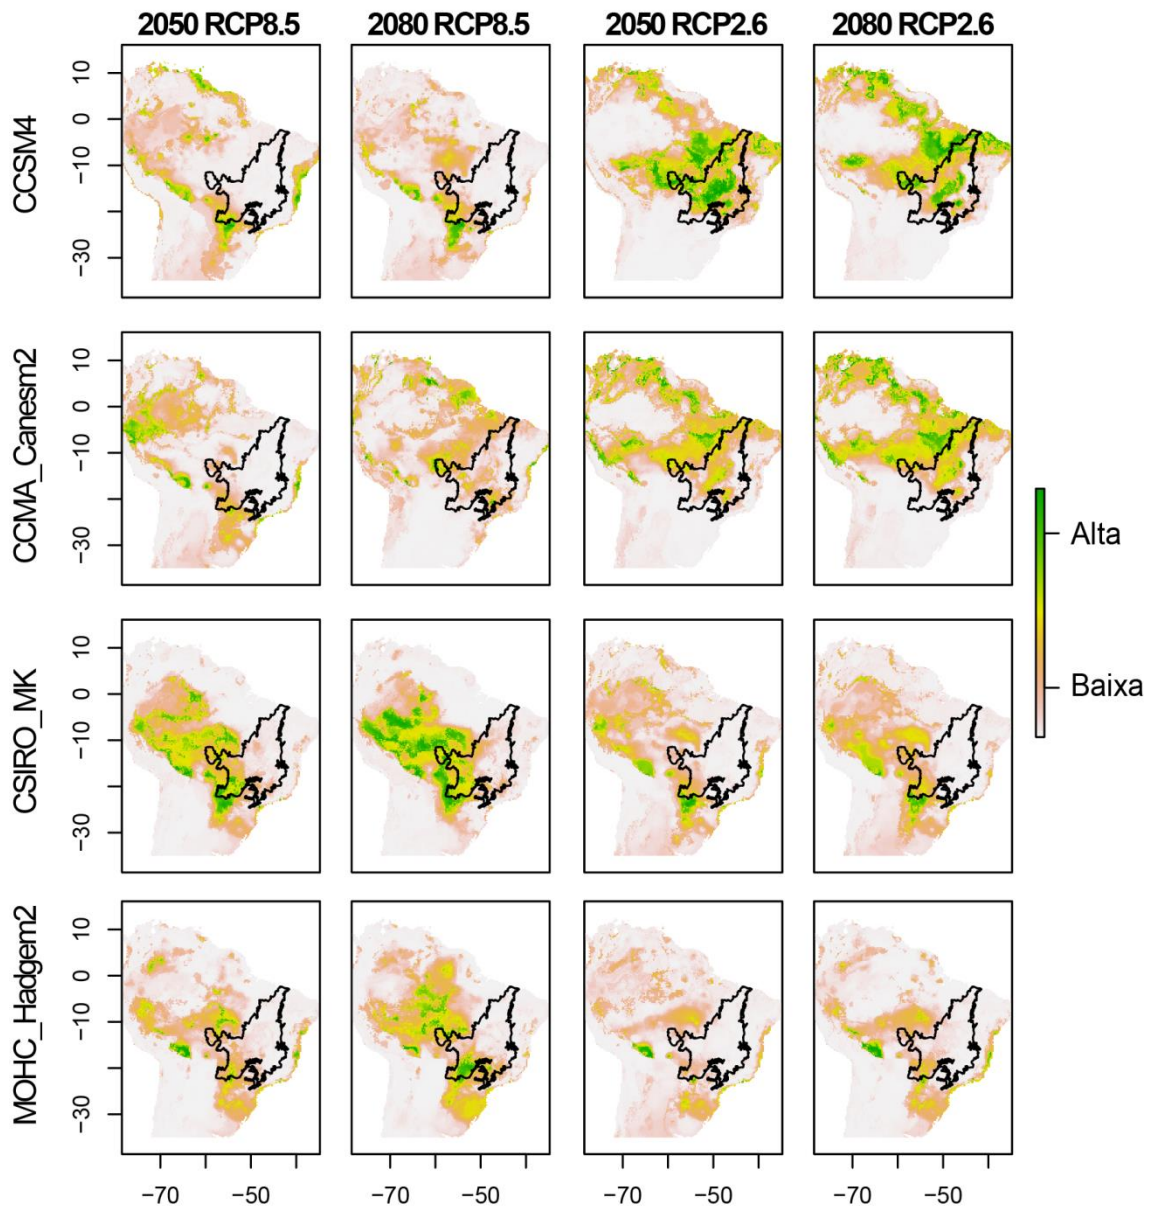 2050 RCP8.5 2080 RCP8.5 2050 RCP2.6 2080 RCP2.6
CCSM4
10
0
−10
−30
CCMA_Canesm2
10
0
−10
−30
Alta
Baixa
CSIRO_MK
10
0
−10
−30
MOHC_Hadgem2
10
0
−10
−30
−70 −50 −70 −50 −70 −50 −70 −50